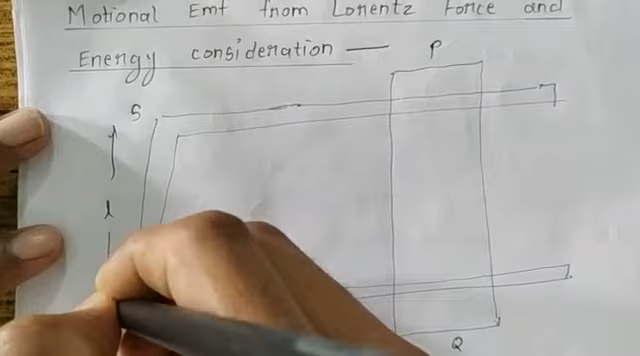 Motional Emf from Lorentz Force and
Energy consideration —
P
S
l
Q